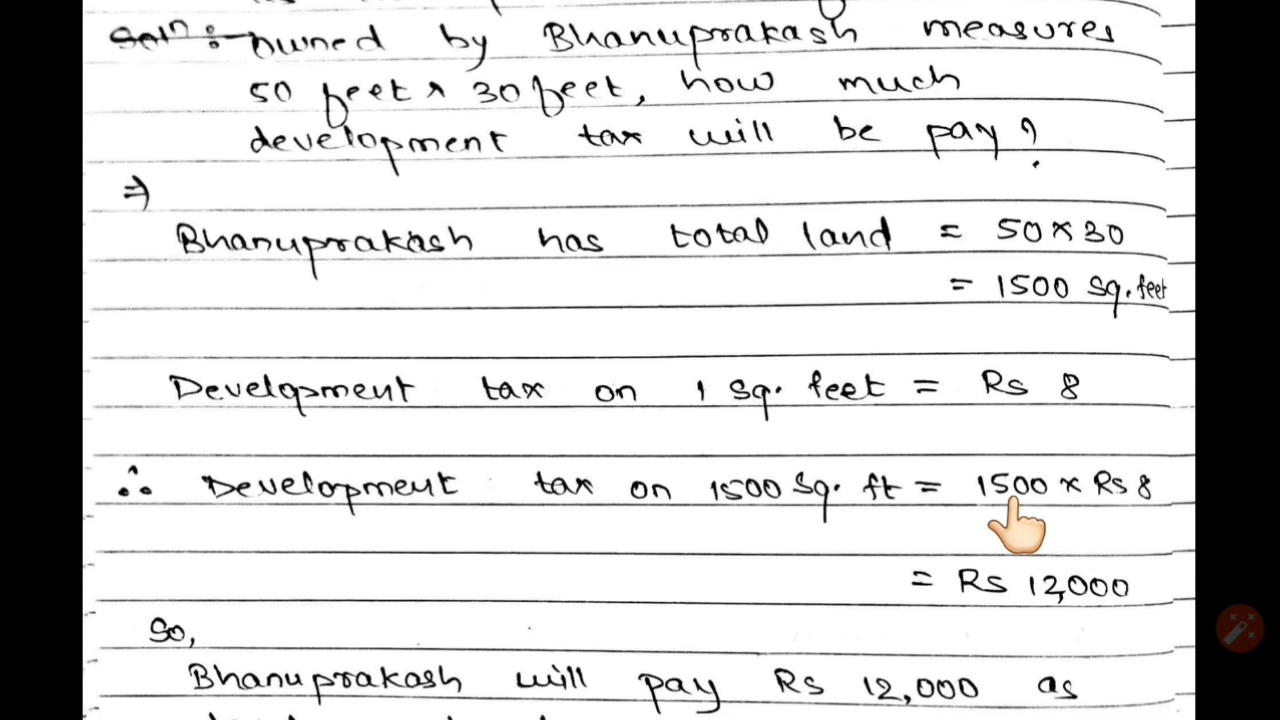 Solⁿ :- owned by Bhanuprakash measures
50 feet × 30 feet, how much
development tax will be pay?
⇒
Bhanuprakash has total land = 50 × 30
= 1500 sq. feet
Development tax on 1 sq. feet = Rs 8
∴ Development tax on 1500 sq. ft = 1500 × Rs 8
= Rs 12,000
So,
Bhanuprakash will pay Rs 12,000 as